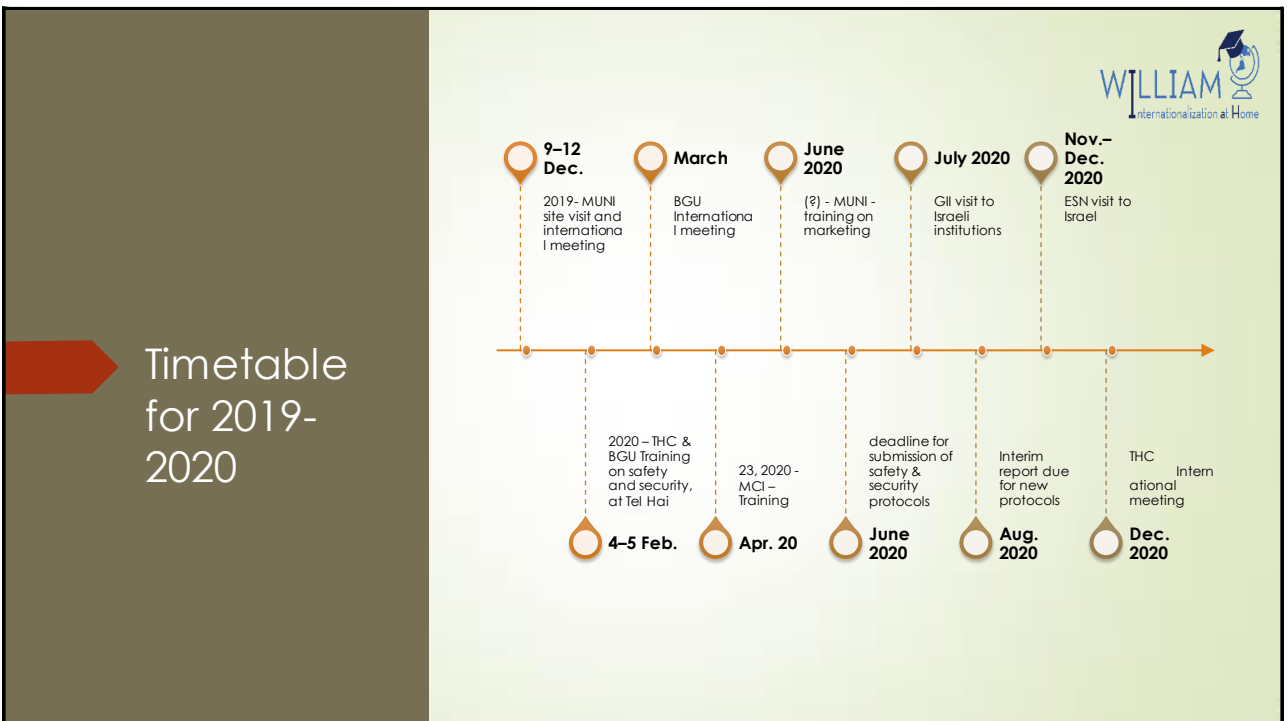 WILLIAM
Internationalization at Home
Timetable
for 2019-
2020
9–12
Dec.
2019- MUNI
site visit and
internationa
l meeting
March
BGU
Internationa
l meeting
June
2020
(?) - MUNI -
training on
marketing
July 2020
GII visit to
Israeli
institutions
Nov.–
Dec.
2020
ESN visit to
Israel
2020 – THC &
BGU Training
on safety
and security,
at Tel Hai
4–5 Feb.
23, 2020 -
MCI –
Training
Apr. 20
deadline for
submission of
safety &
security
protocols
June
2020
Interim
report due
for new
protocols
Aug.
2020
THC
Intern
ational
meeting
Dec.
2020